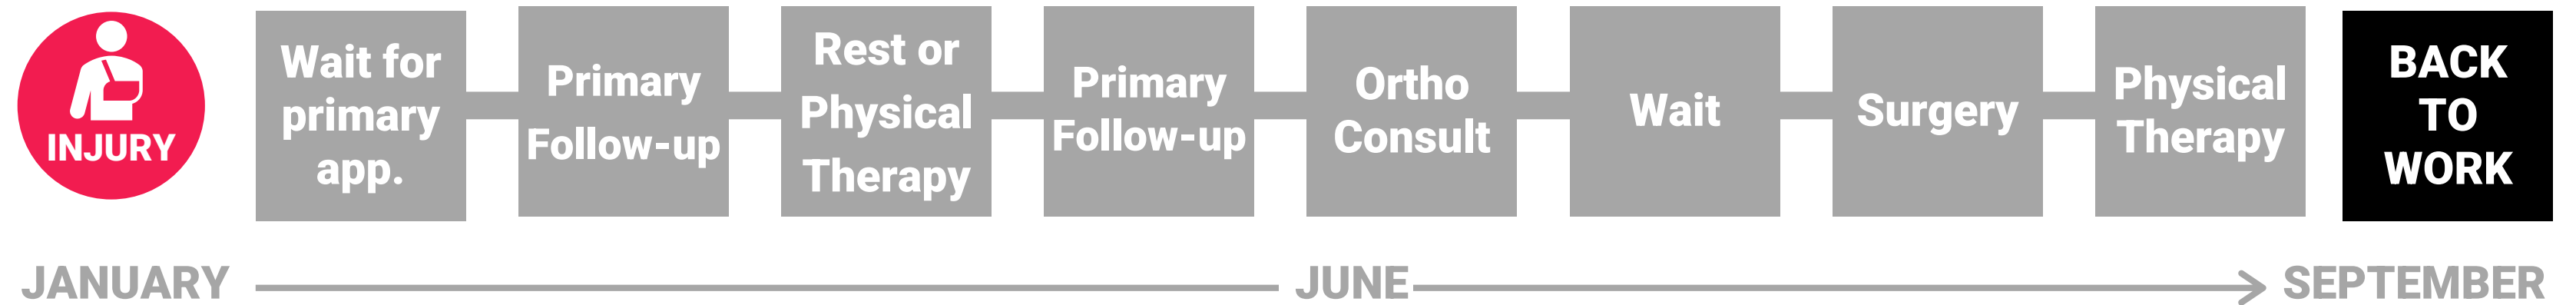 INJURY
Wait for
primary
app.
Primary
Follow-up
Rest or
Physical
Therapy
Primary
Follow-up
Ortho
Consult
Wait
Surgery
Physical
Therapy
BACK
TO
WORK
JANUARY
JUNE
SEPTEMBER